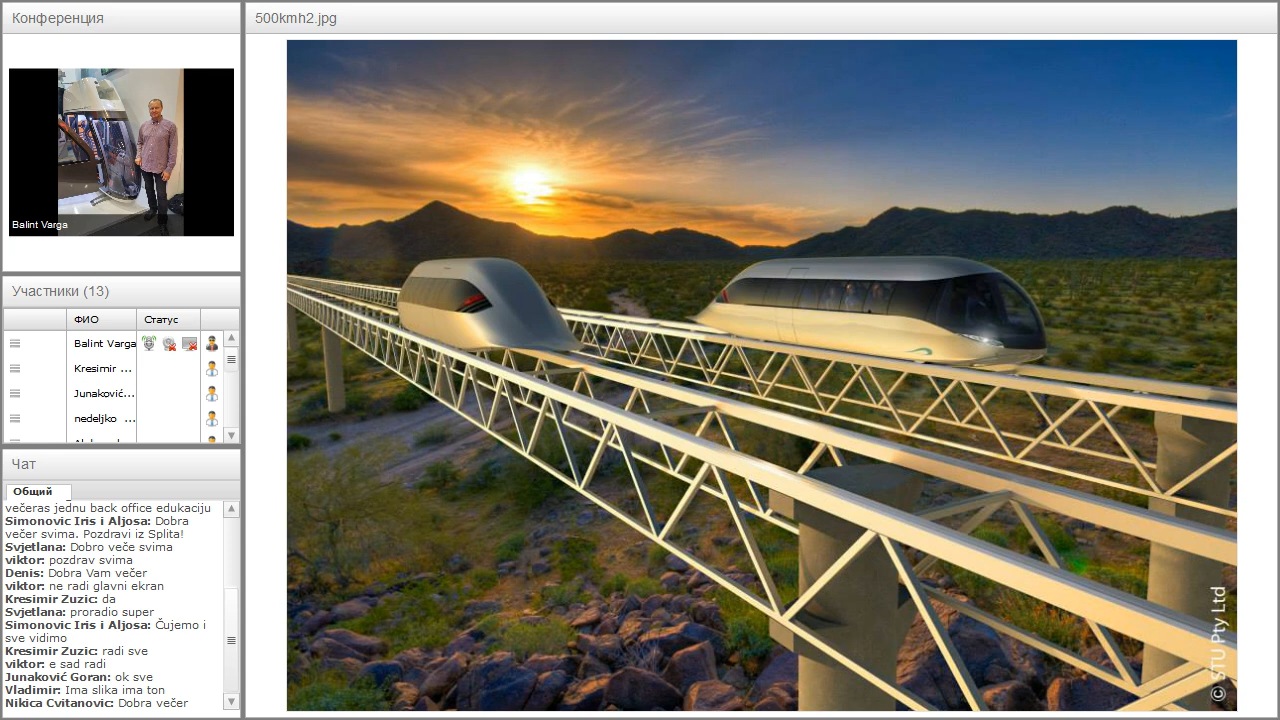 Конференция
Balint Varga
Участники (13)
ФИО
Статус
Balint Varga
Kresimir ...
Junaković...
nedeljko ...
Чат
Общий
večeras jednu back office edukaciju
Simonovic Iris i Aljosa: Dobra
večer svima. Pozdravi iz Splita!
Svjetlana: Dobro veče svima
viktor: pozdrav svima
Denis: Dobra Vam večer
viktor: ne radi glavni ekran
Kresimir Zuzic: da
Svjetlana: proradio super
Simonovic Iris i Aljosa: Čujemo i
sve vidimo
Kresimir Zuzic: radi sve
viktor: e sad radi
Junaković Goran: ok sve
Vladimir: Ima slika ima ton
Nikica Cvitanovic: Dobra večer
500kmh2.jpg
© STU Pty Ltd